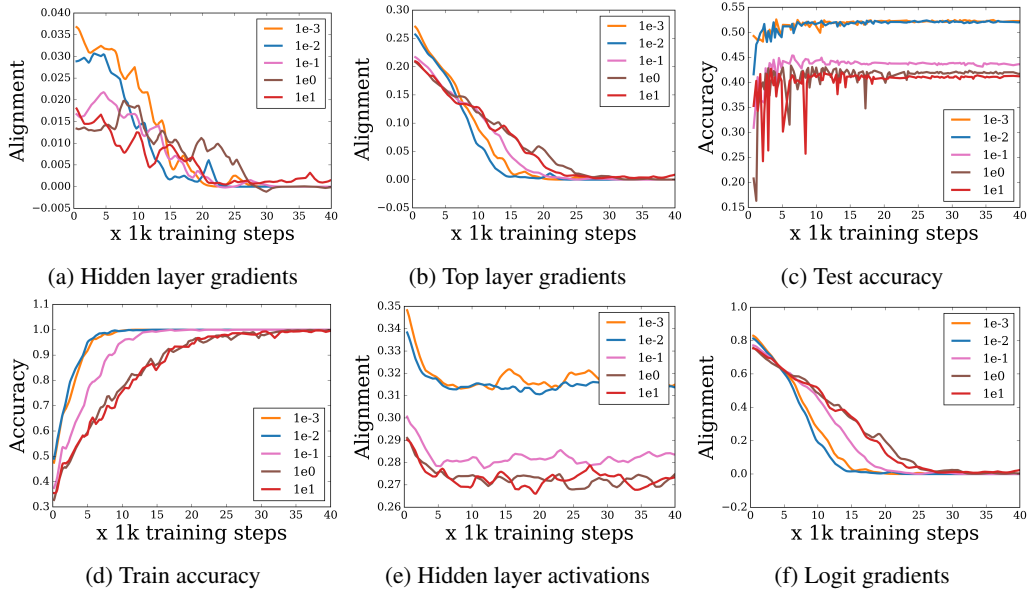 Alignment
0.040
0.035
0.030
0.025
0.020
0.015
0.010
0.005
0.000
−0.005
0 5 10 15 20 25 30 35 40
x 1k training steps
1e-3
1e-2
1e-1
1e0
1e1
(a) Hidden layer gradients
Alignment
0.30
0.25
0.20
0.15
0.10
0.05
0.00
−0.05
0 5 10 15 20 25 30 35 40
x 1k training steps
1e-3
1e-2
1e-1
1e0
1e1
(b) Top layer gradients
Accuracy
0.55
0.50
0.45
0.40
0.35
0.30
0.25
0.20
0.15
0 5 10 15 20 25 30 35 40
x 1k training steps
1e-3
1e-2
1e-1
1e0
1e1
(c) Test accuracy
Accuracy
1.1
1.0
0.9
0.8
0.7
0.6
0.5
0.4
0.3
0 5 10 15 20 25 30 35 40
x 1k training steps
1e-3
1e-2
1e-1
1e0
1e1
(d) Train accuracy
Alignment
0.35
0.34
0.33
0.32
0.31
0.30
0.29
0.28
0.27
0.26
0 5 10 15 20 25 30 35 40
x 1k training steps
1e-3
1e-2
1e-1
1e0
1e1
(e) Hidden layer activations
Alignment
1.0
0.8
0.6
0.4
0.2
0.0
−0.2
0 5 10 15 20 25 30 35 40
x 1k training steps
1e-3
1e-2
1e-1
1e0
1e1
(f) Logit gradients